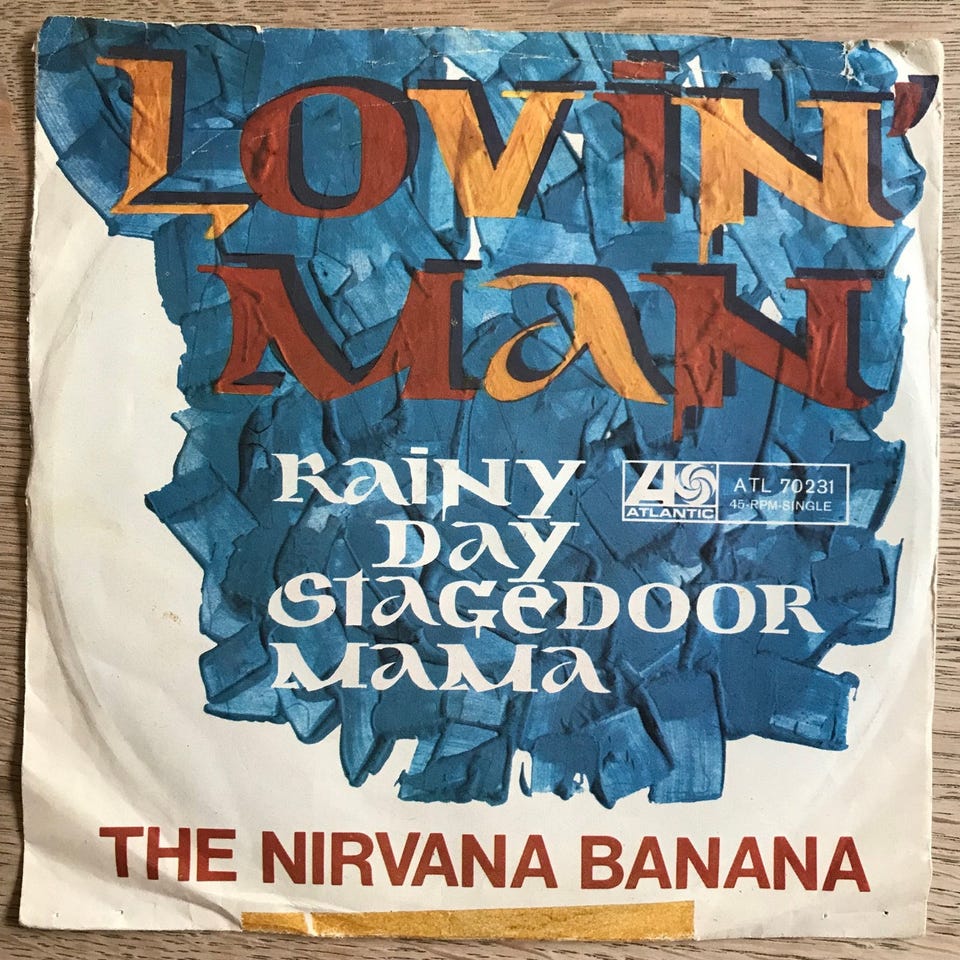 LOVIN'
MAN
RAINY
DAY
STAGEDOOR
MAMA
ATLANTIC
ATL 70231
45-RPM-SINGLE
THE NIRVANA BANANA